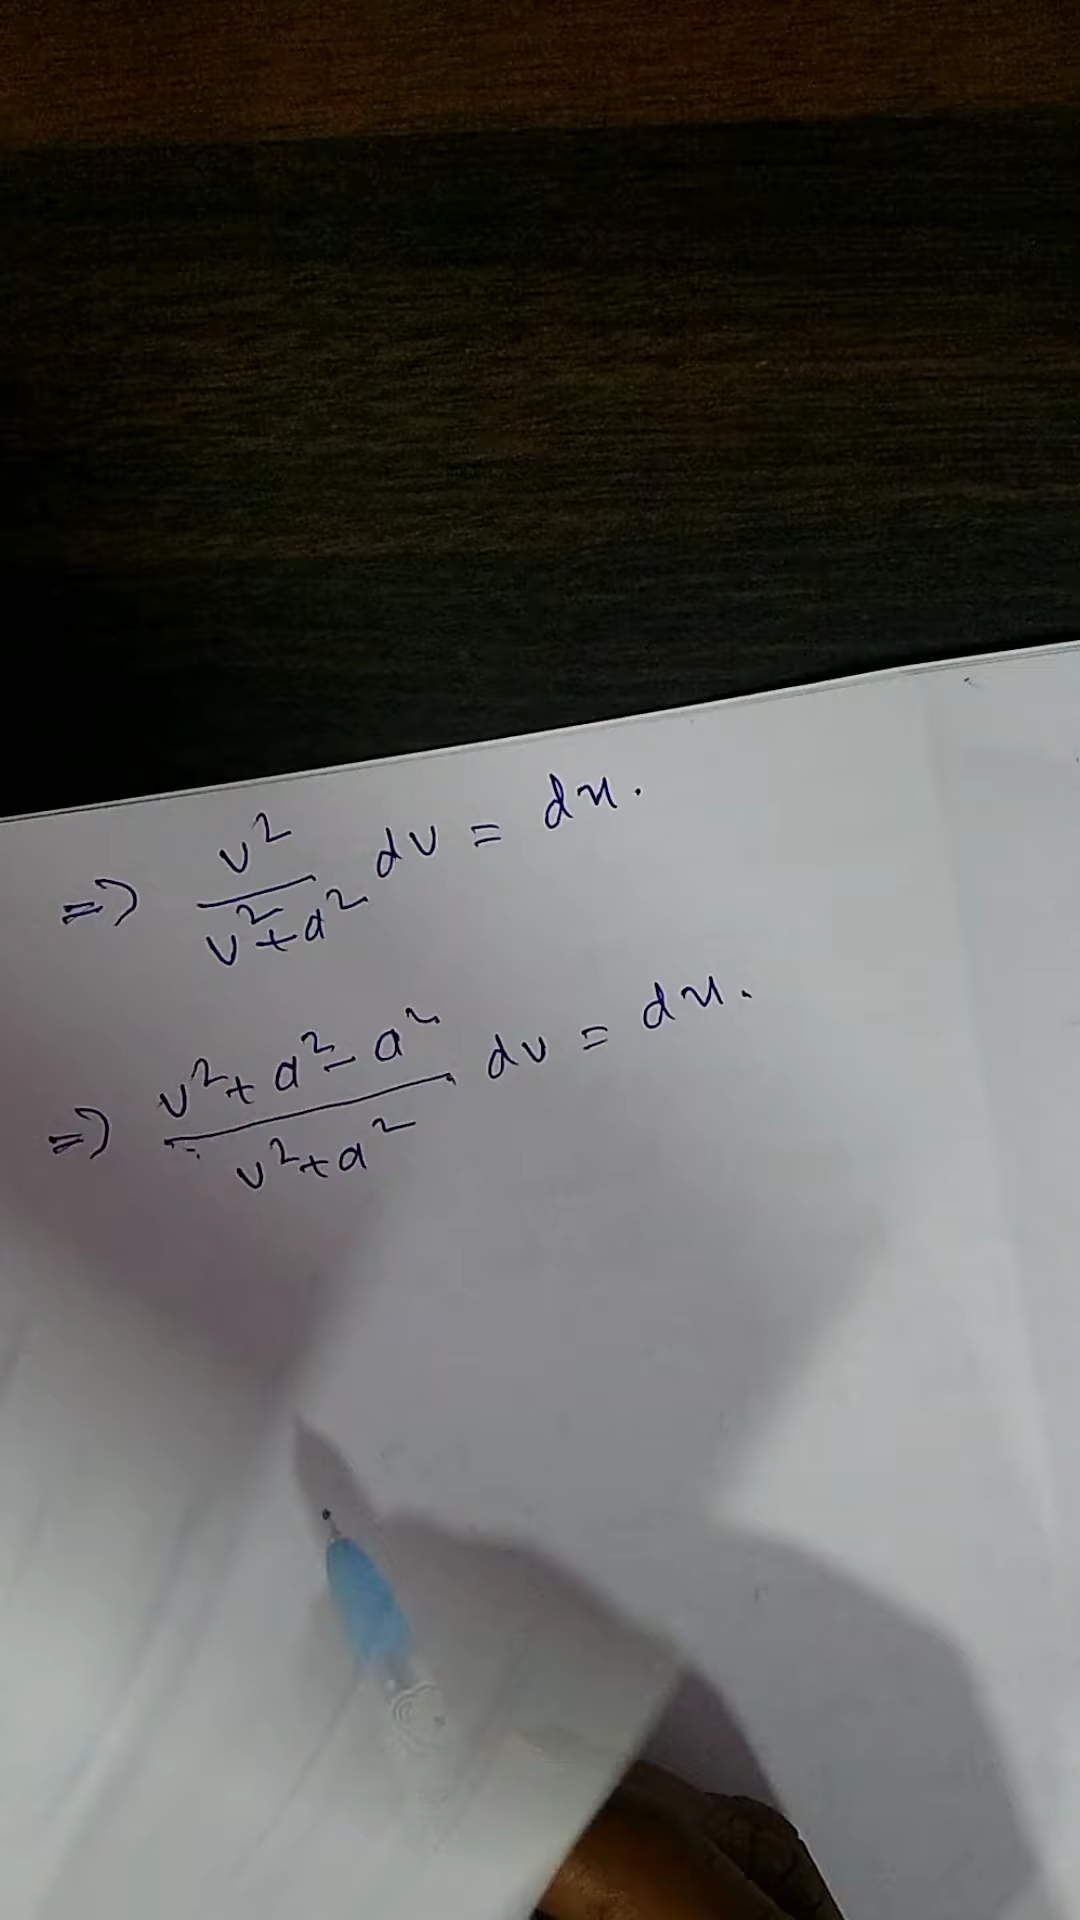 => v²/(v²+a²) dv = dx.
=> (v²+a²-a²)/(v²+a²) dv = dx.